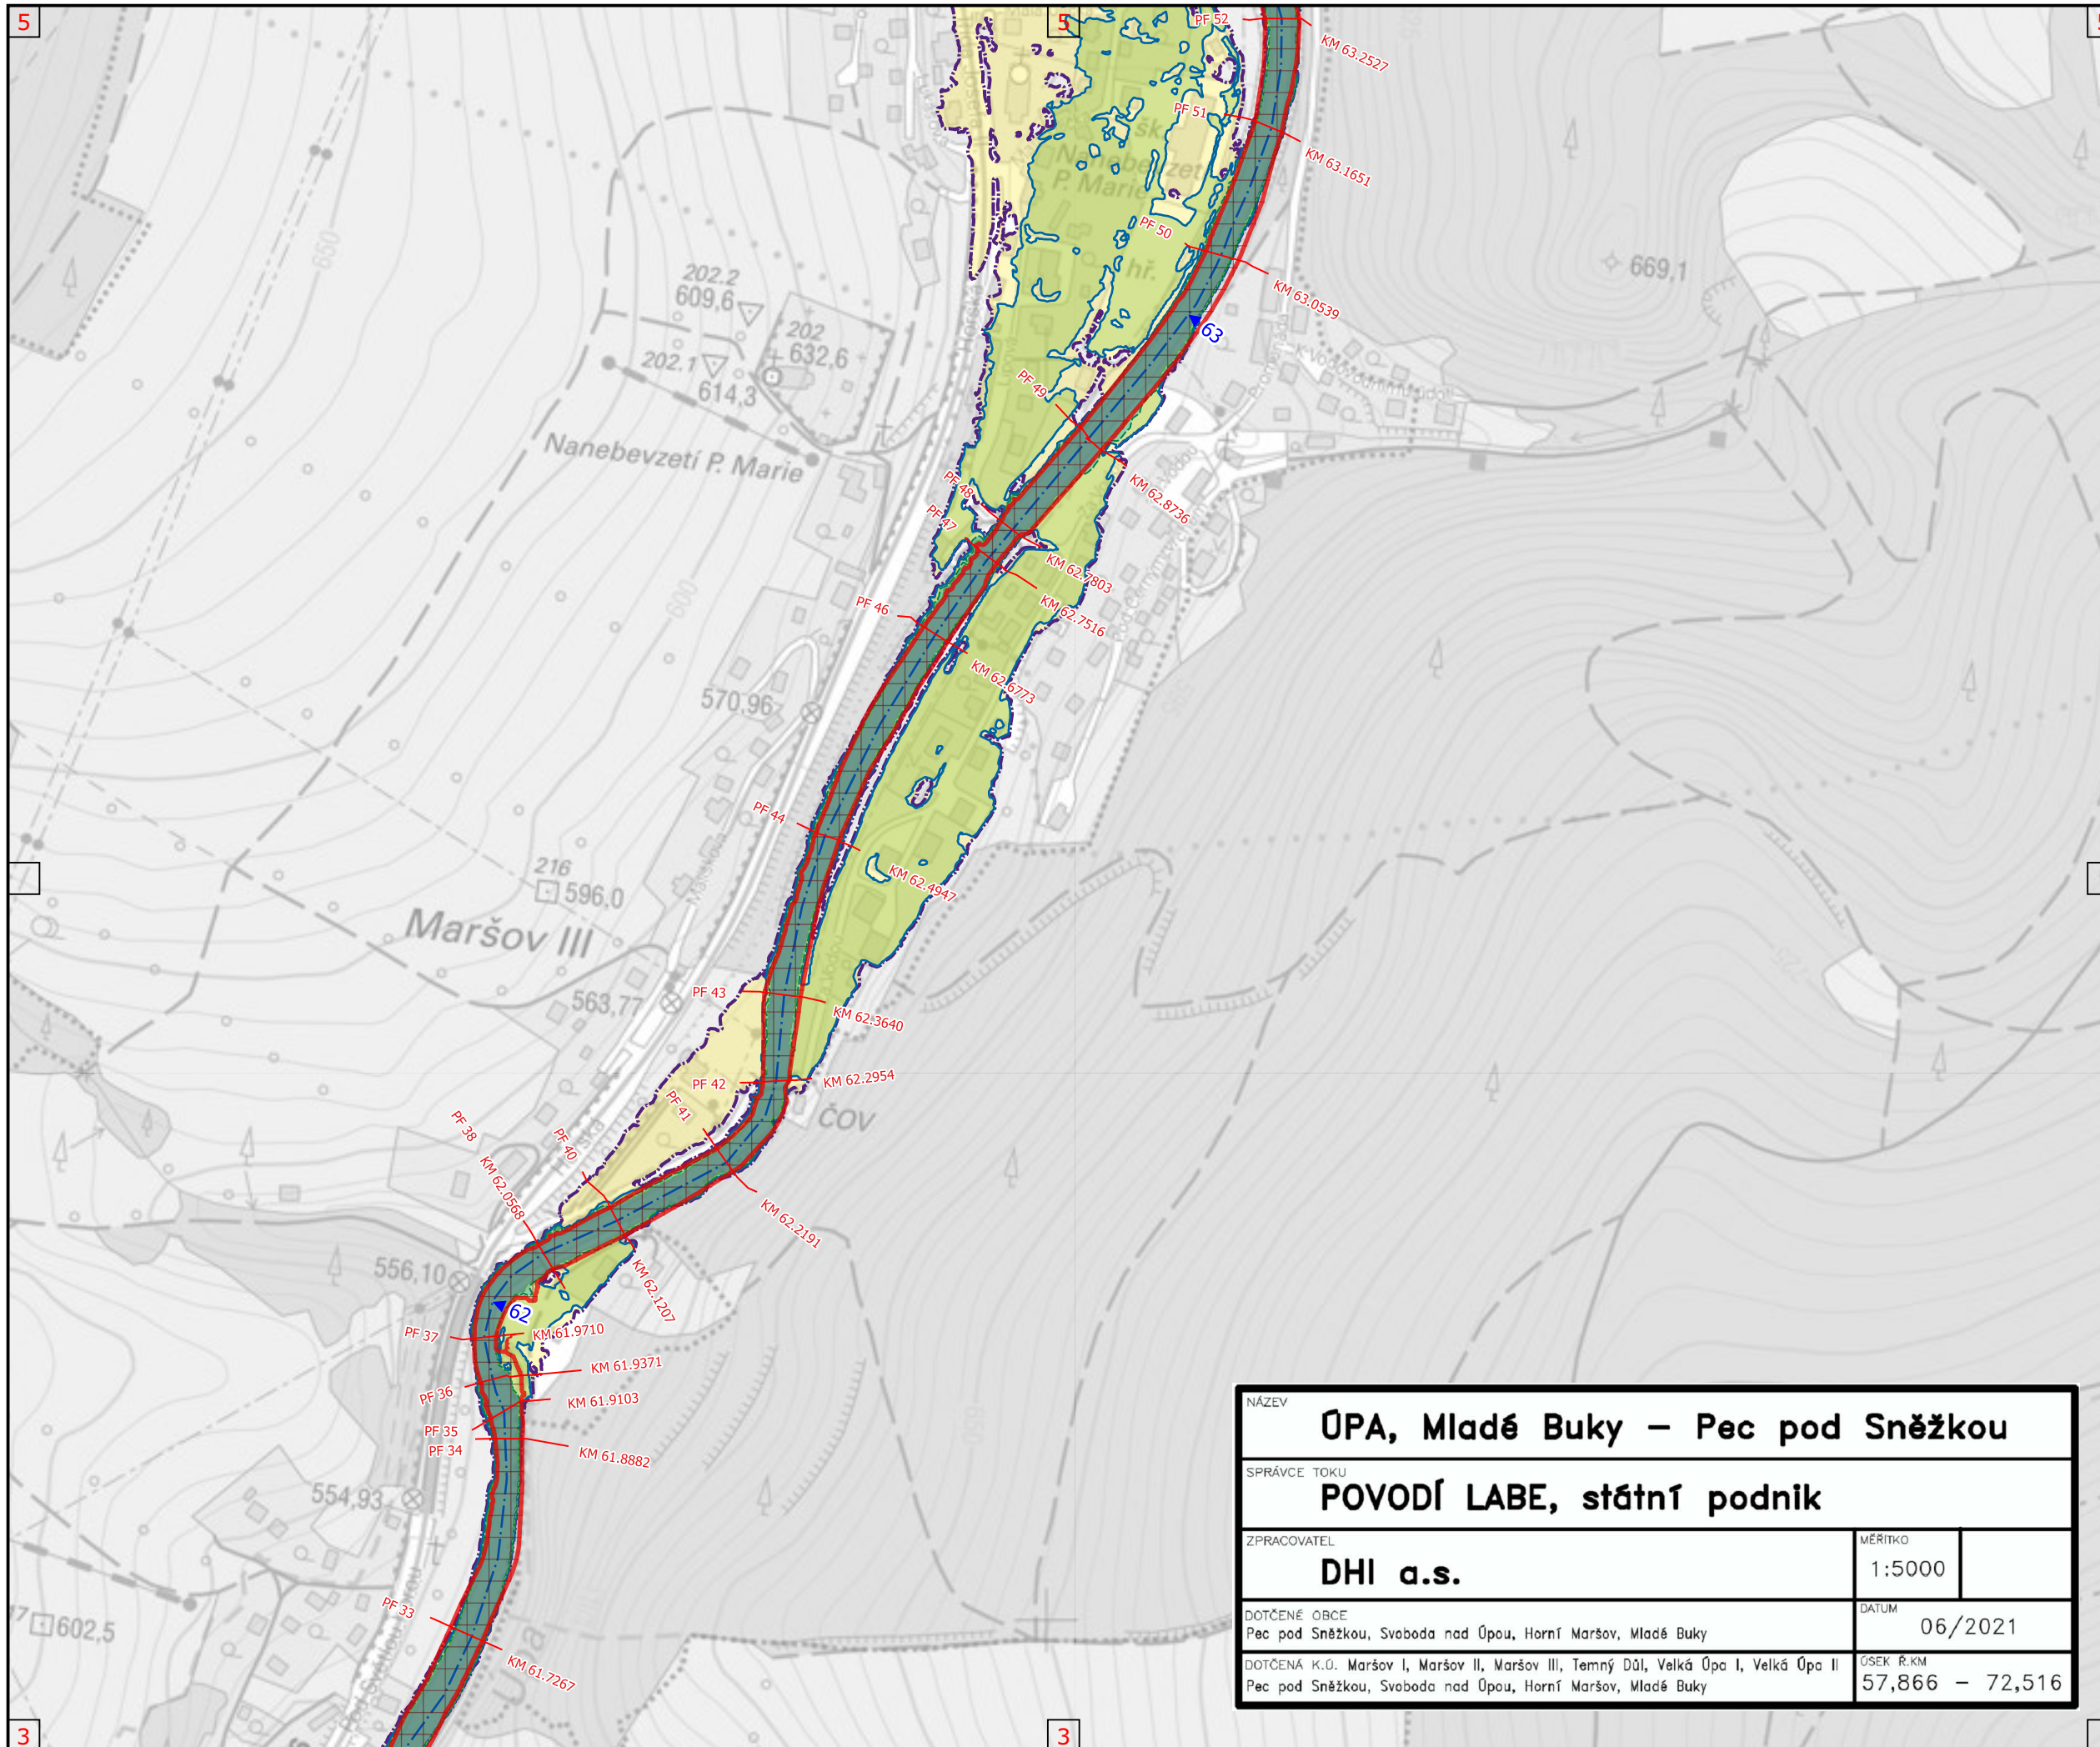 5
5
PF 52
KM 63.2527
PF 51
KM 63.1651
Nanebevzetí
P. Marie
PF 50
hř.
669,1
202.2
609,6
202
632,6
202.1
614,3
KM 63.0539
63
PF 49
Nanebevzetí P. Marie
PF 48
KM 62.8736
PF 47
KM 62.7803
KM 62.7516
PF 46
KM 62.6773
570,96
PF 44
KM 62.4947
216
596,0
Maršov III
563,77
PF 43
KM 62.3640
PF 42
KM 62.2954
PF 41
ČOV
PF 38
PF 40
KM 62.0568
KM 62.2191
556,10
KM 62.1207
62
PF 37
KM 61.9710
KM 61.9371
PF 36
KM 61.9103
PF 35
PF 34
KM 61.8882
554,93
PF 33
602,5
KM 61.7267
3
3
NÁZEV
ÚPA, Mladé Buky – Pec pod Sněžkou
SPRÁVCE TOKU
POVODÍ LABE, státní podnik
ZPRACOVATEL
DHI a.s.
MĚŘÍTKO
1:5000
DOTČENÉ OBCE
Pec pod Sněžkou, Svoboda nad Úpou, Horní Maršov, Mladé Buky
DATUM
06/2021
DOTČENÁ K.Ú. Maršov I, Maršov II, Maršov III, Temný Důl, Velká Úpa I, Velká Úpa II
Pec pod Sněžkou, Svoboda nad Úpou, Horní Maršov, Mladé Buky
ÚSEK Ř.KM
57,866 – 72,516